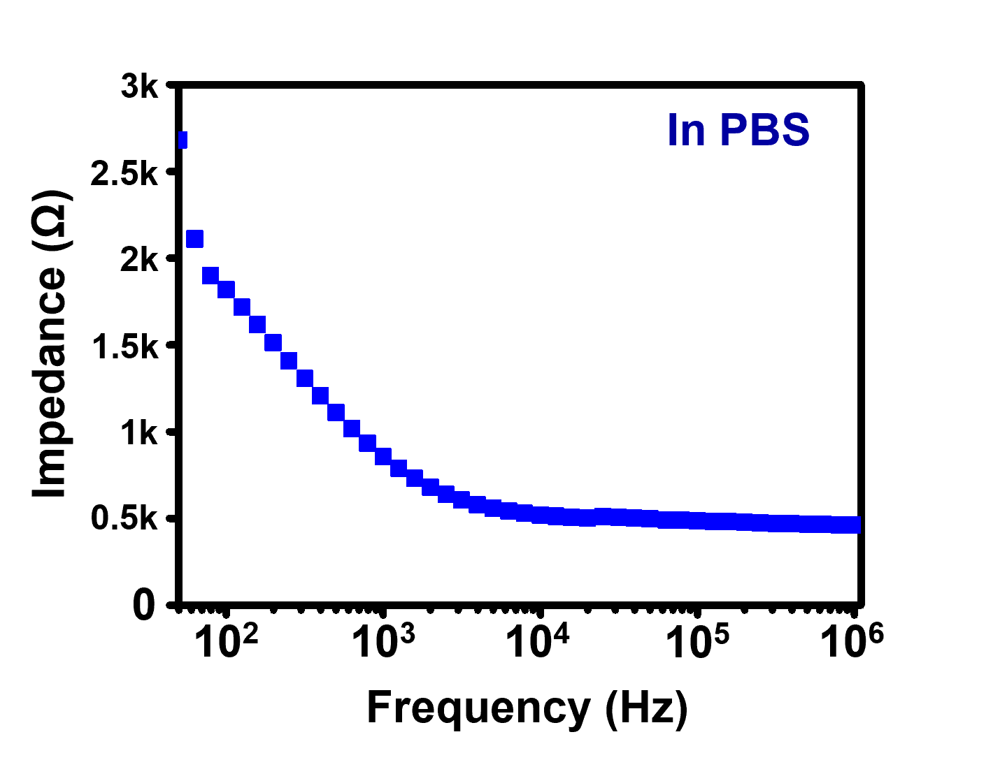 In PBS
Impedance (Ω)
3k
2.5k
2k
1.5k
1k
0.5k
0
10² 10³ 10⁴ 10⁵ 10⁶
Frequency (Hz)